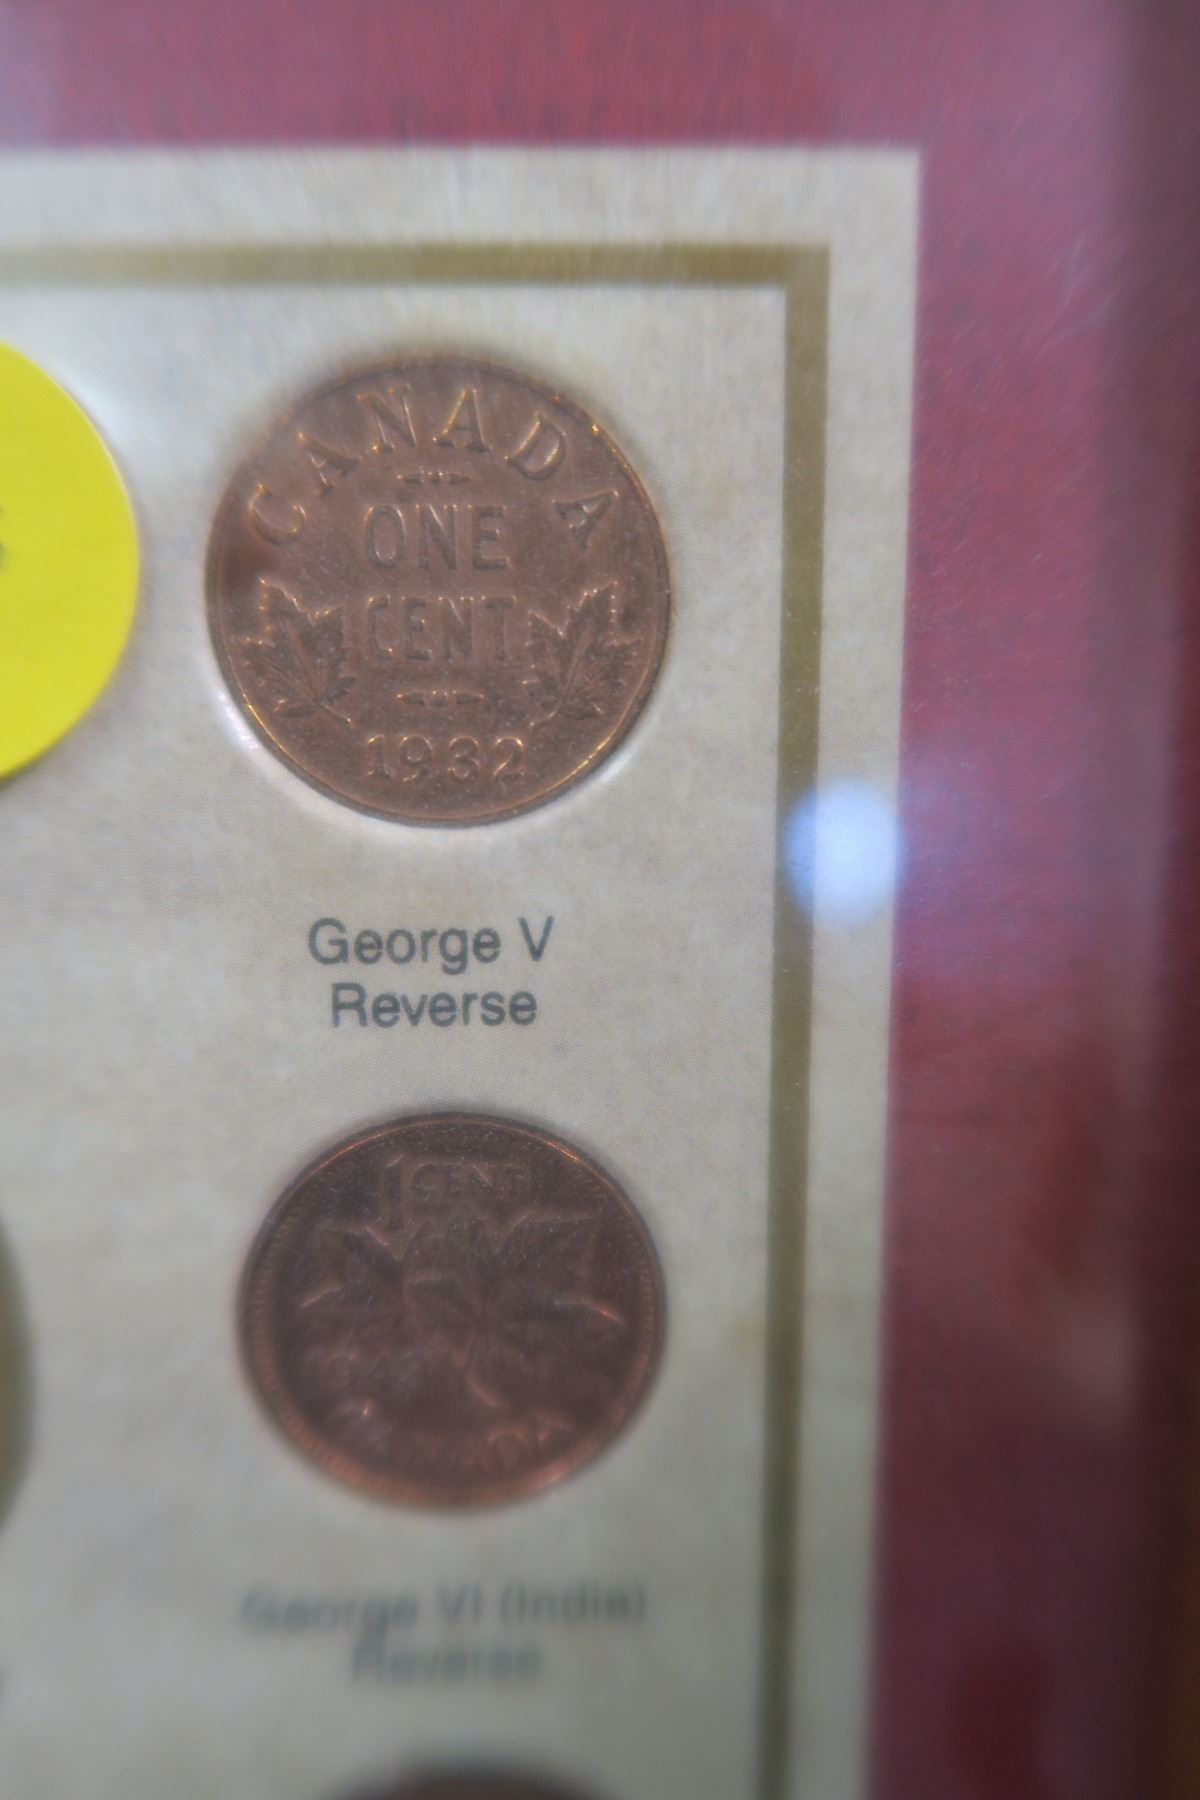 CANADA
ONE
CENT
1932
George V
Reverse
1 CENT
CANADA
George VI (India)
Reverse